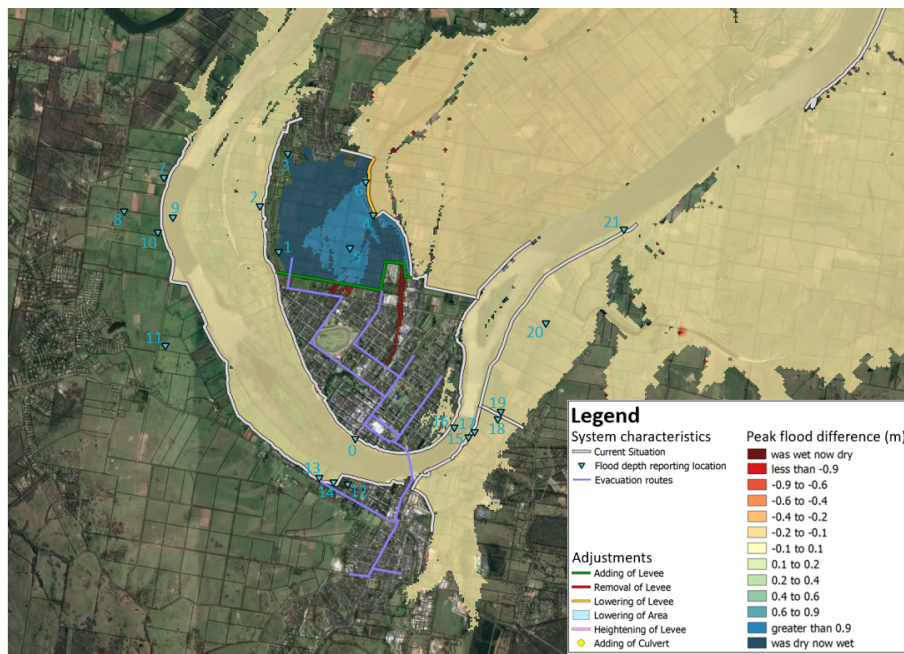 3
7
6
2
8
9
4
10
21
1
5
20
11
19
16
17
18
15
0
13
14
12
Legend
System characteristics
Current Situation
Flood depth reporting location
Evacuation routes
Adjustments
Adding of Levee
Removal of Levee
Lowering of Levee
Lowering of Area
Heightening of Levee
Adding of Culvert
Peak flood difference (m)
was wet now dry
less than -0.9
-0.9 to -0.6
-0.6 to -0.4
-0.4 to -0.2
-0.2 to -0.1
-0.1 to 0.1
0.1 to 0.2
0.2 to 0.4
0.4 to 0.6
0.6 to 0.9
greater than 0.9
was dry now wet